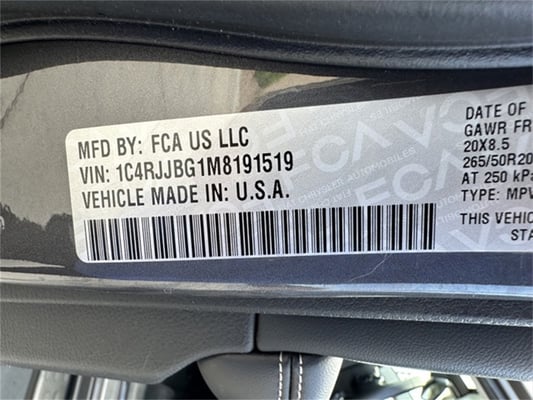 MFD BY: FCA US LLC
VIN: 1C4RJJBG1M8191519
VEHICLE MADE IN: U.S.A.
DATE OF
GAWR FR
20X8.5
265/50R20
AT 250 kPa
TYPE: MPV
THIS VEHIC
STA